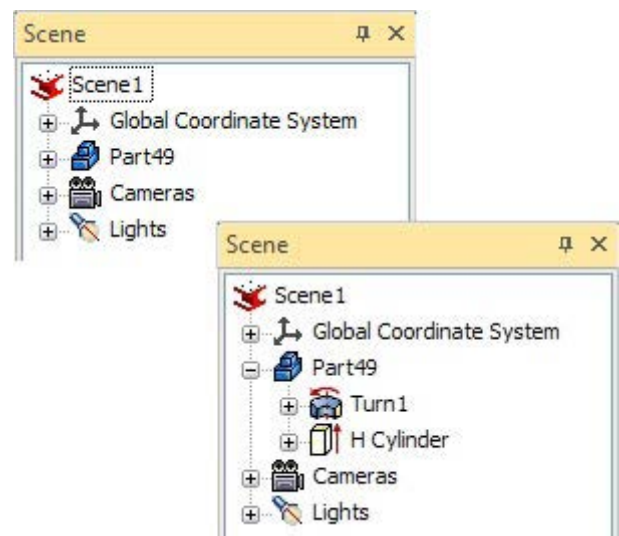 Scene
Scene1
Global Coordinate System
Part49
Cameras
Lights
Scene
Scene1
Global Coordinate System
Part49
Turn1
H Cylinder
Cameras
Lights